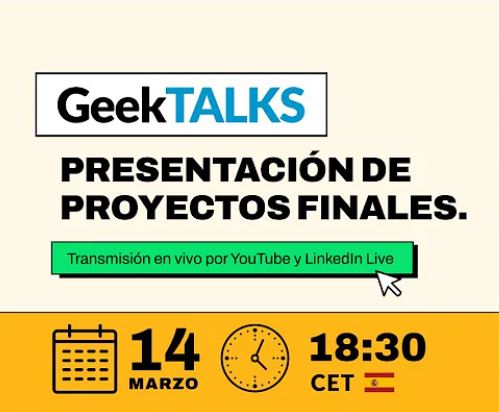 GeekTALKS
PRESENTACIÓN DE
PROYECTOS FINALES.
Transmisión en vivo por YouTube y LinkedIn Live
14
MARZO
18:30
CET